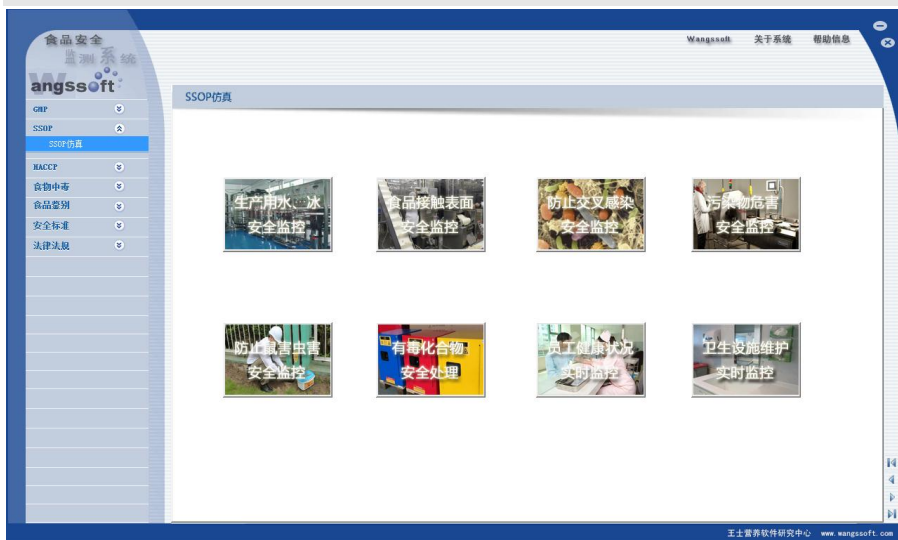 食品安全
监测系统
Wangssoft
Wangssoft 关于系统 帮助信息
SSOP仿真
GMP
SSOP
SSOP仿真
HACCP
食物中毒
食品鉴别
安全标准
法律法规
生产用水、冰
安全监控
食品接触表面
安全监控
防止交叉感染
安全监控
污染物危害
安全监控
防止鼠害虫害
安全监控
有毒化合物
安全处理
员工健康状况
实时监控
卫生设施维护
实时监控
王士营养软件研究中心 www.wangssoft.com